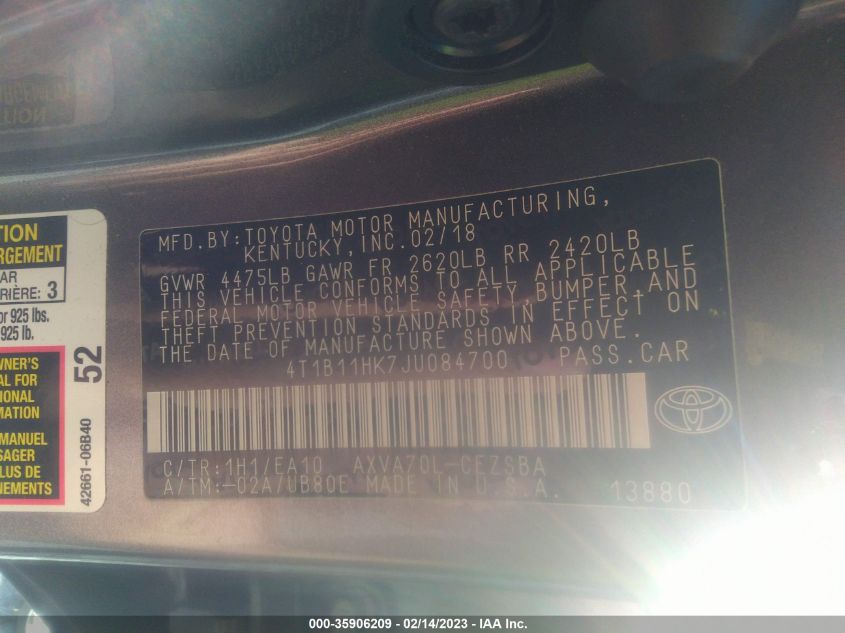 TION
RGEMENT
AR
RIÈRE: 3
or 925 lbs.
925 lb.
WNER'S
AL FOR
IONAL
MATION
MANUEL
SAGER
LUS DE
NEMENTS
52
42661-06B40
MFD.BY:TOYOTA MOTOR MANUFACTURING,
KENTUCKY,INC.02/18
GVWR 4475LB GAWR FR 2620LB RR 2420LB
THIS VEHICLE CONFORMS TO ALL APPLICABLE
FEDERAL MOTOR VEHICLE SAFETY,BUMPER,AND
THEFT PREVENTION STANDARDS IN EFFECT ON
THE DATE OF MANUFACTURE SHOWN ABOVE.
4T1B11HK7JU084700 PASS.CAR
C/TR:1H1/EA10 AXVA70L-CEZSBA
A/TM:-02A/UB80E MADE IN U.S.A. 13880
000-35906209 - 02/14/2023 - IAA Inc.